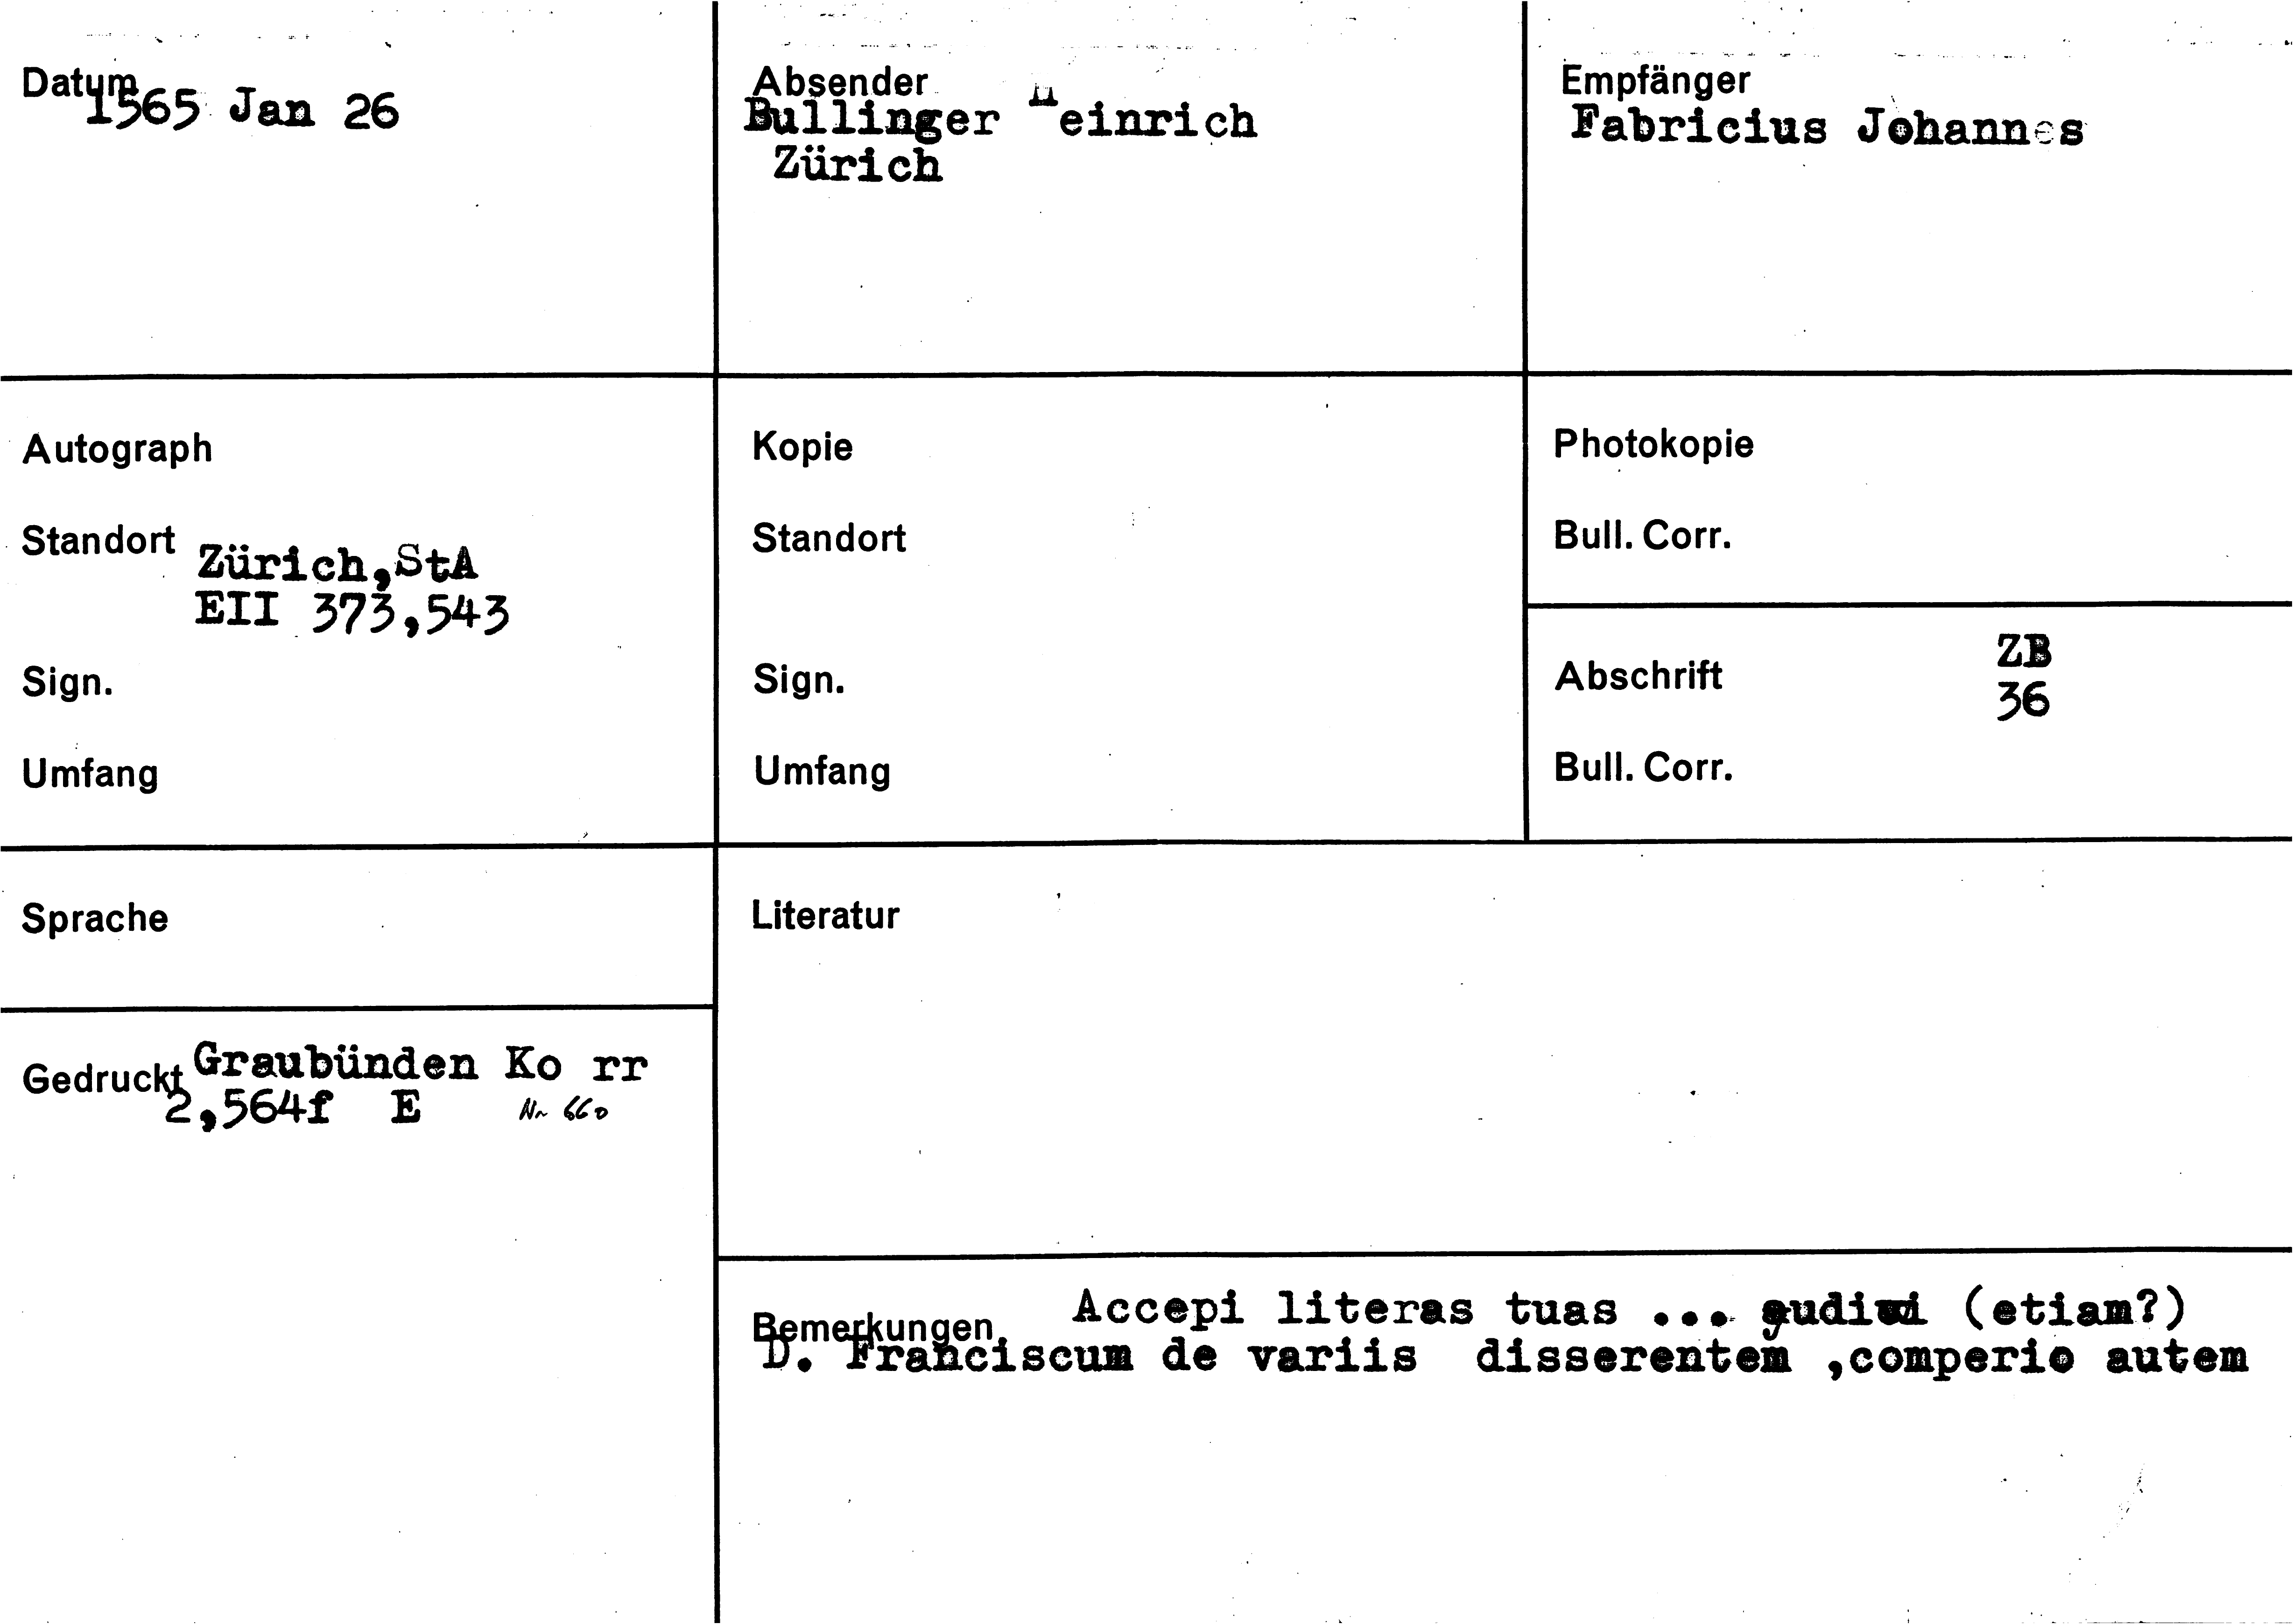 Datum
1565 Jan 26
Absender
Bullinger Heinrich
Zürich
Empfänger
Fabricius Johannes
Autograph
Standort
Zürich,StA
EII 373,543
Sign.
Umfang
Kopie
Standort
Sign.
Umfang
Photokopie
Bull. Corr.
Abschrift
ZB
36
Bull. Corr.
Sprache
Gedruckt Graubünden Ko rr
2,564f E Nr 660
Literatur
Bemerkungen Accepi literas tuas ... audivi (etiam?)
D. Franciscum de variis disserentem ,comperio autem